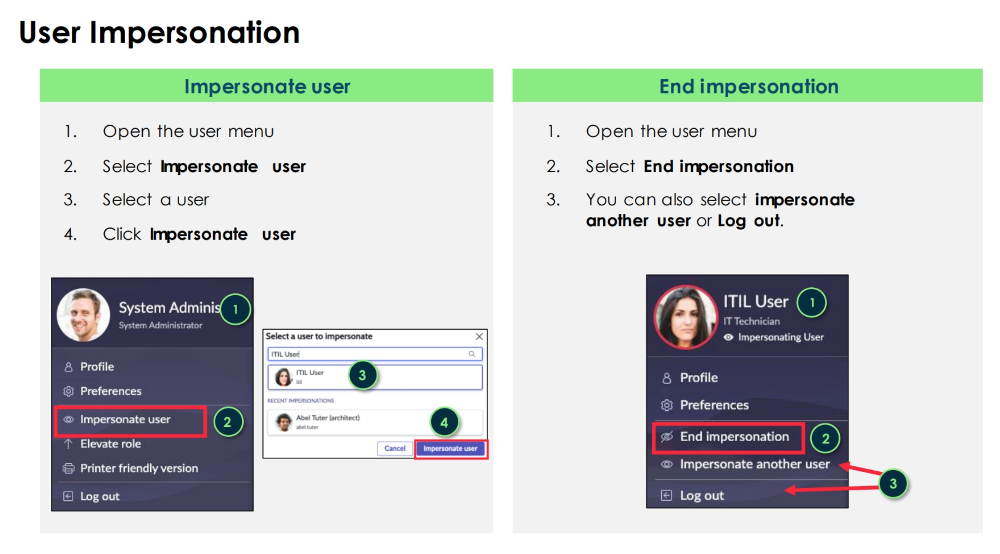 User Impersonation
Impersonate user
1. Open the user menu
2. Select Impersonate user
3. Select a user
4. Click Impersonate user
System Adminis
1
System Administrator
Profile
Preferences
Impersonate user
2
Elevate role
Printer friendly version
Log out
Select a user to impersonate
ITIL User
ITIL User
itil
3
RECENT IMPERSONATIONS
Abel Tuter (architect)
abel.tuter
4
Cancel
Impersonate user
End impersonation
1. Open the user menu
2. Select End impersonation
3. You can also select impersonate
another user or Log out.
ITIL User
1
IT Technician
Impersonating User
Profile
Preferences
End impersonation
2
Impersonate another user
3
Log out